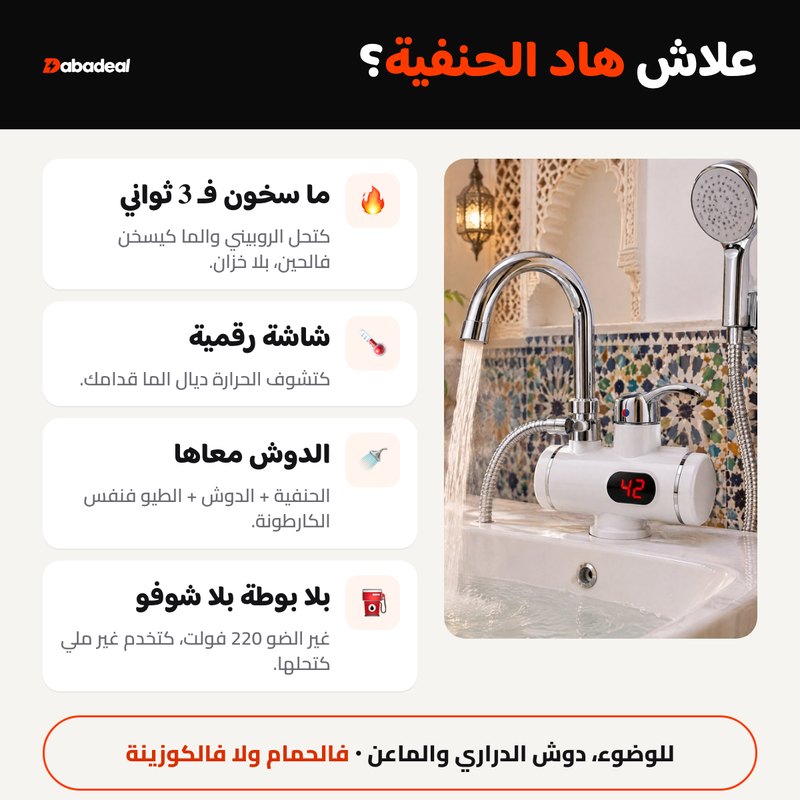 علاش هاد الحنفية؟
Dabadeal
ما سخون فـ 3 ثواني
كتحل الروبيني والما كيسخن
فالحين، بلا خزان.
شاشة رقمية
كتشوف الحرارة ديال الما قدامك.
الدوش معاها
الحنفية + الدوش + الطيو فنفس
الكارطونة.
بلا بوطة بلا شوفو
غير الضو 220 فولت، كتخدم غير ملي
كتحلها.
42
للوضوء، دوش الدراري والماعن · فالحمام ولا فالكوزينة